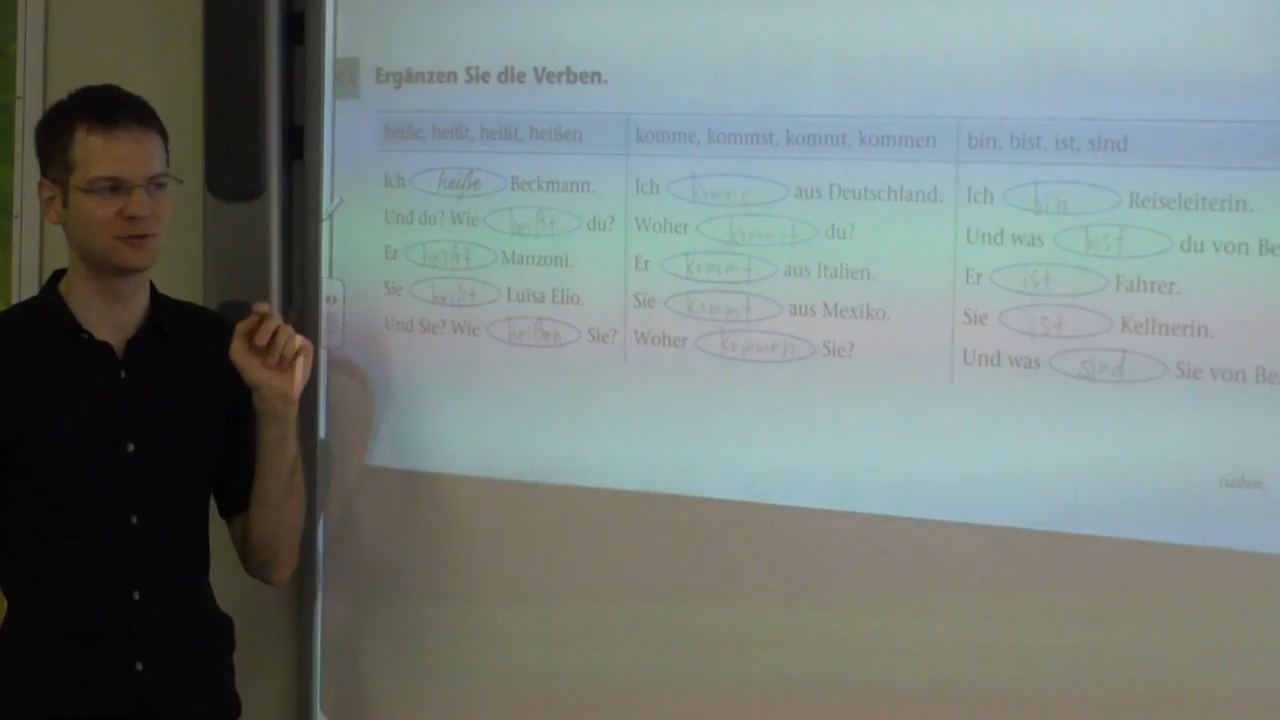 Ergänzen Sie die Verben.
heiße, heißt, heißt, heißen
Ich heiße Beckmann.
Und du? Wie heißt du?
Er heißt Manzoni.
Sie heißt Luisa Elío.
Und Sie? Wie heißen Sie?
komme, kommst, kommt, kommen
Ich komme aus Deutschland.
Woher kommst du?
Er kommt aus Italien.
Sie kommt aus Mexiko.
Woher kommen Sie?
bin, bist, ist, sind
Ich bin Reiseleiterin.
Und was bist du von Be
Er ist Fahrer.
Sie ist Kellnerin.
Und was sind Sie von Be
sieben